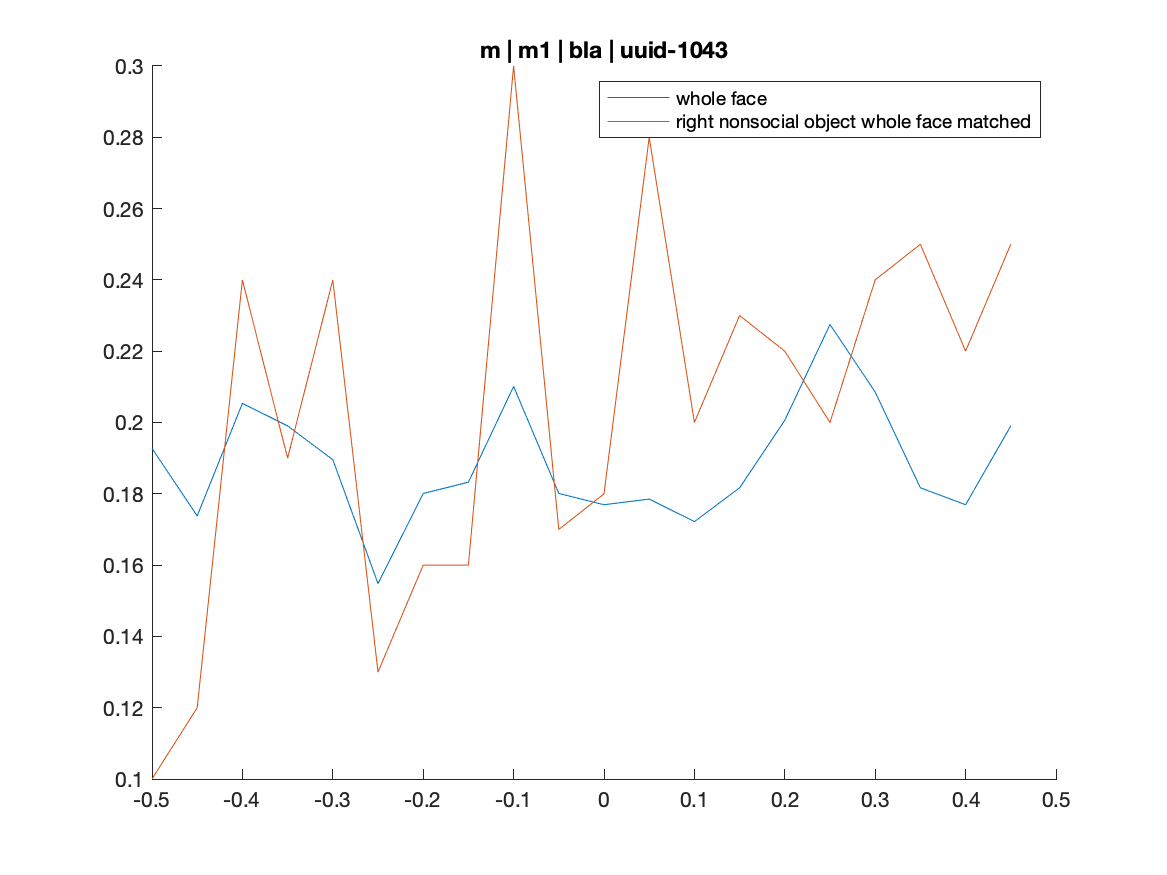 m | m1 | bla | uuid-1043
whole face
right nonsocial object whole face matched
0.3
0.28
0.26
0.24
0.22
0.2
0.18
0.16
0.14
0.12
0.1
-0.5 -0.4 -0.3 -0.2 -0.1 0 0.1 0.2 0.3 0.4 0.5